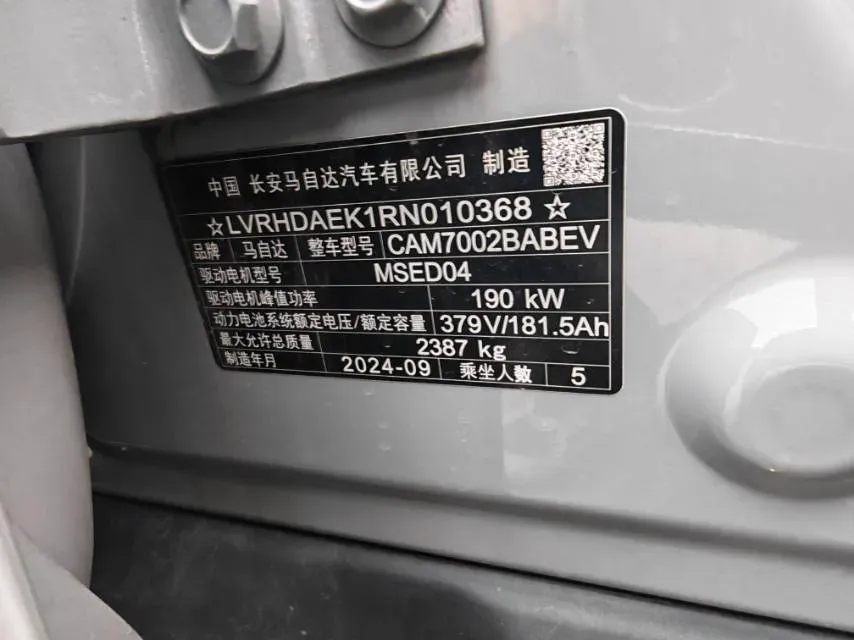 中国 长安马自达汽车有限公司 制造
☆LVRHDAEK1RN010368☆
品牌 马自达 整车型号 CAM7002BABEV
驱动电机型号 MSED04
驱动电机峰值功率 190 kW
动力电池系统额定电压/额定容量 379V/181.5Ah
最大允许总质量 2387 kg
制造年月 2024-09 乘坐人数 5